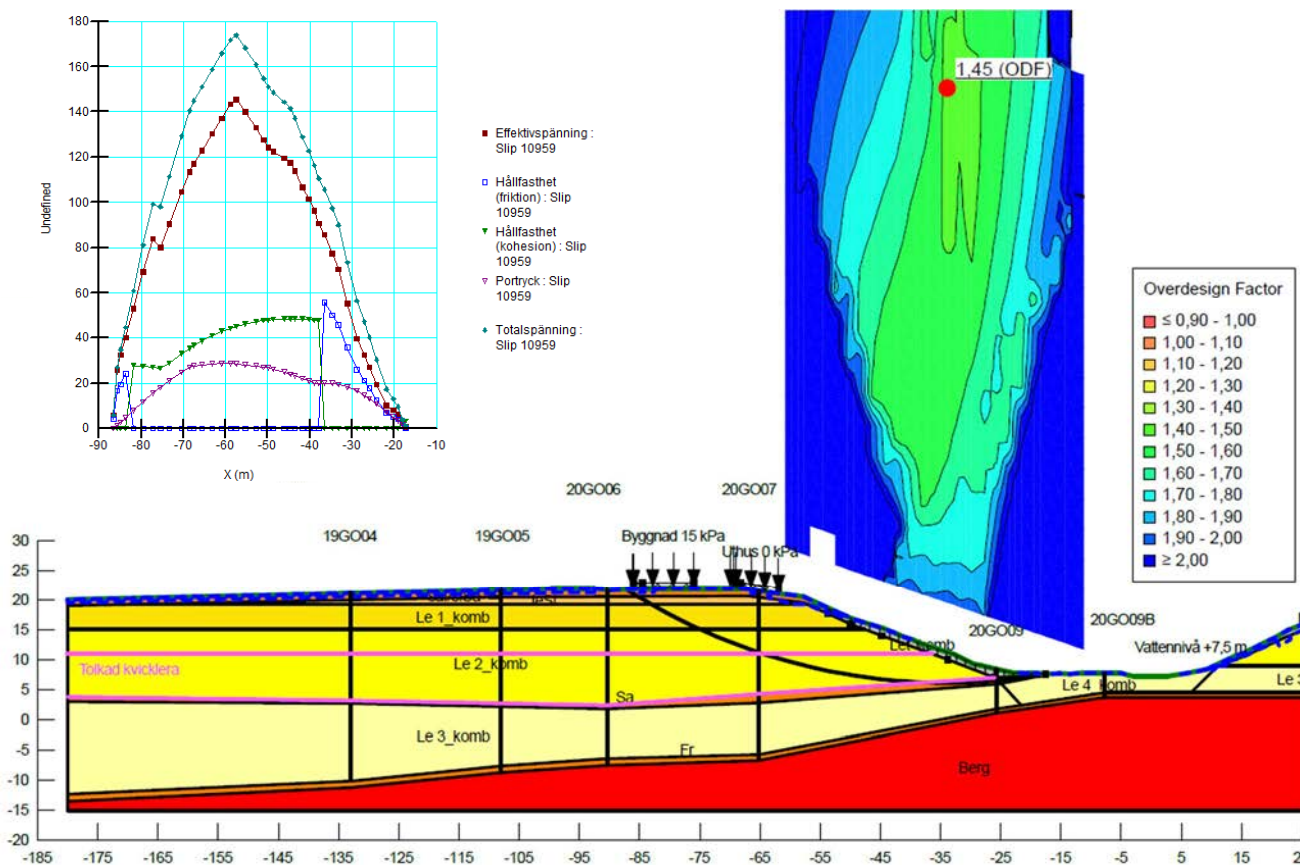 180
160
140
120
100
80
60
40
20
0
Undefined
-90 -80 -70 -60 -50 -40 -30 -20 -10
X (m)
Effektivspänning :
Slip 10959
Hållfasthet
(friktion) : Slip
10959
Hållfasthet
(kohesion) : Slip
10959
Portryck : Slip
10959
Totalspänning :
Slip 10959
1,45 (ODF)
Overdesign Factor
≤ 0,90 - 1,00
1,00 - 1,10
1,10 - 1,20
1,20 - 1,30
1,30 - 1,40
1,40 - 1,50
1,50 - 1,60
1,60 - 1,70
1,70 - 1,80
1,80 - 1,90
1,90 - 2,00
≥ 2,00
20GO06
20GO07
19GO04
19GO05
Byggnad 15 kPa
Uthus 0 kPa
20GO09
20GO09B
Vattennivå +7,5 m
Le 1_komb
Le 2_komb
Tolkad kvicklera
Sa
Le 4_komb
Le 3
Le 3_komb
Fr
Berg
30
25
20
15
10
5
0
-5
-10
-15
-20
-185 -175 -165 -155 -145 -135 -125 -115 -105 -95 -85 -75 -65 -55 -45 -35 -25 -15 -5 5 15